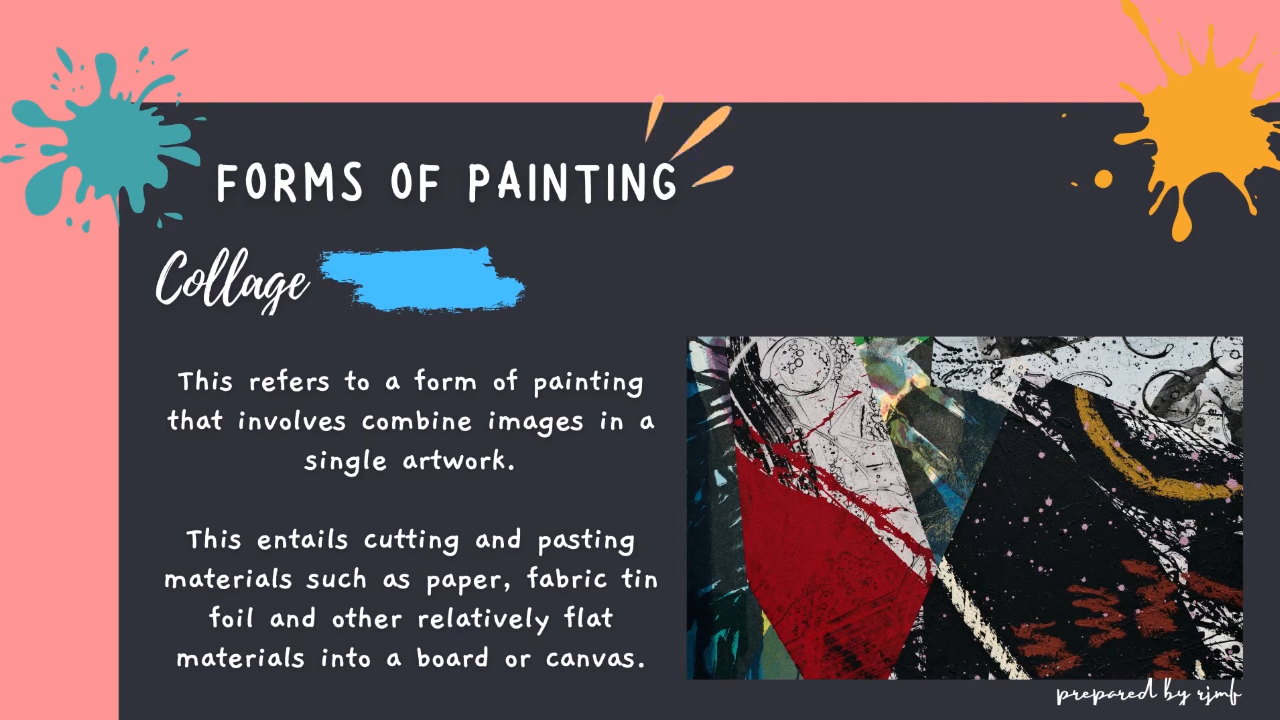 FORMS OF PAINTING
Collage
This refers to a form of painting
that involves combine images in a
single artwork.
This entails cutting and pasting
materials such as paper, fabric tin
foil and other relatively flat
materials into a board or canvas.
prepared by rjmf